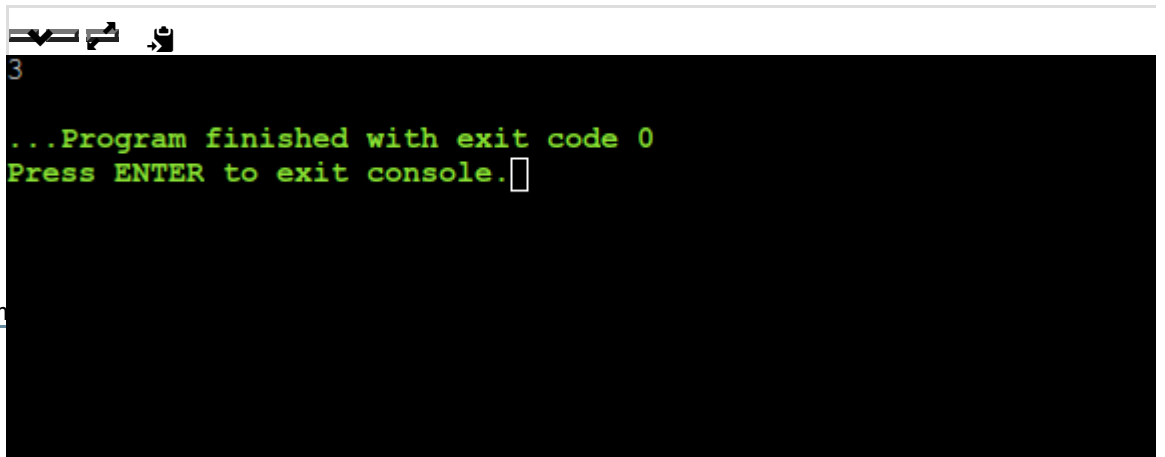 3
...Program finished with exit code 0
Press ENTER to exit console.